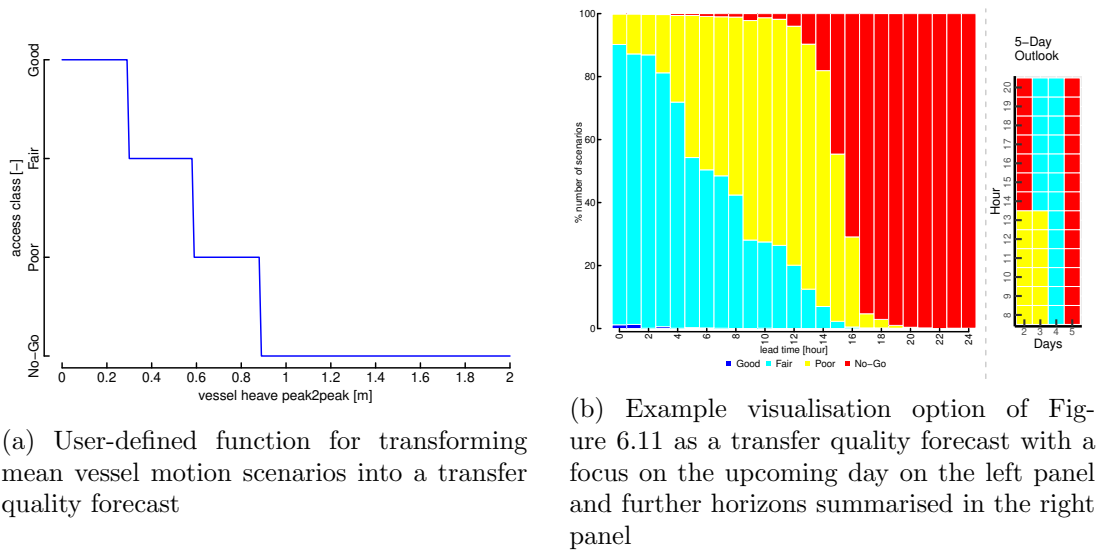 Good
Fair
Poor
No−Go
access class [−]
0 0.2 0.4 0.6 0.8 1 1.2 1.4 1.6 1.8 2
vessel heave peak2peak [m]
(a) User-defined function for transforming
mean vessel motion scenarios into a transfer
quality forecast
100
80
60
40
20
0
% number of scenarios
0 2 4 6 8 10 12 14 16 18 20 22 24
lead time [hour]
Good Fair Poor No−Go
5−Day
Outlook
20
19
18
17
16
15
14
13
12
11
10
9
8
Hour
2 3 4 5
Days
(b) Example visualisation option of Fig-
ure 6.11 as a transfer quality forecast with a
focus on the upcoming day on the left panel
and further horizons summarised in the right
panel